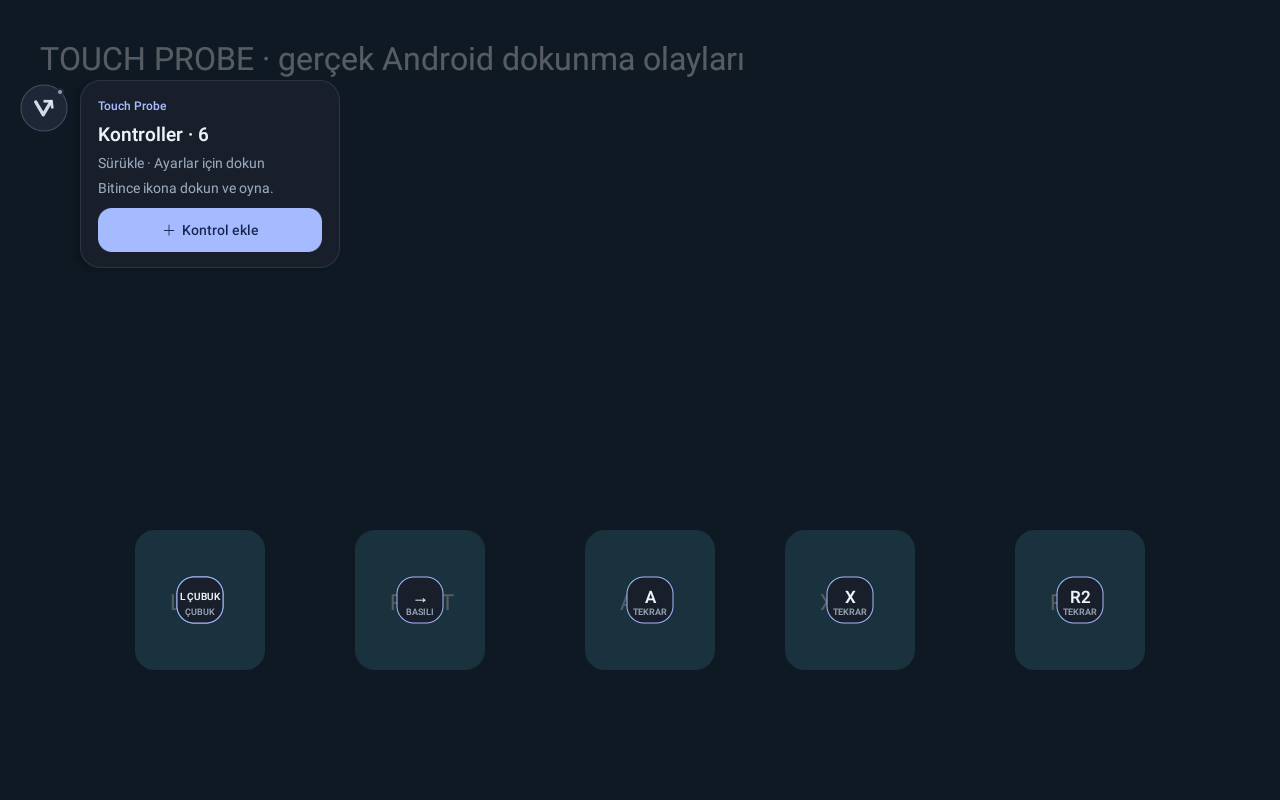 TOUCH PROBE · gerçek Android dokunma olayları
Touch Probe
Kontroller · 6
Sürükle · Ayarlar için dokun
Bitince ikona dokun ve oyna.
+ Kontrol ekle
L ÇUBUK
ÇUBUK
→
BASILI
A
TEKRAR
X
TEKRAR
R2
TEKRAR